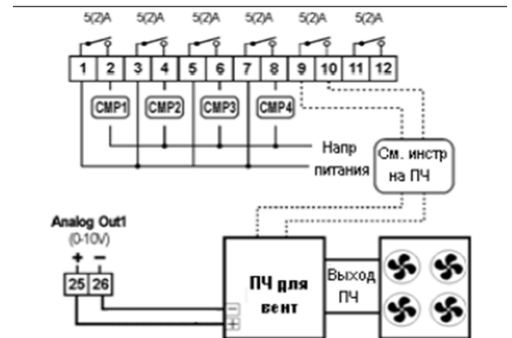 5(2)A 5(2)A 5(2)A 5(2)A 5(2)A 5(2)A
1 2 3 4 5 6 7 8 9 10 11 12
CMP1 CMP2 CMP3 CMP4
Напр
питания
См. инстр
на ПЧ
Analog Out1
(0-10V)
+ −
25 26
ПЧ для
вент
− 
+
Выход
ПЧ